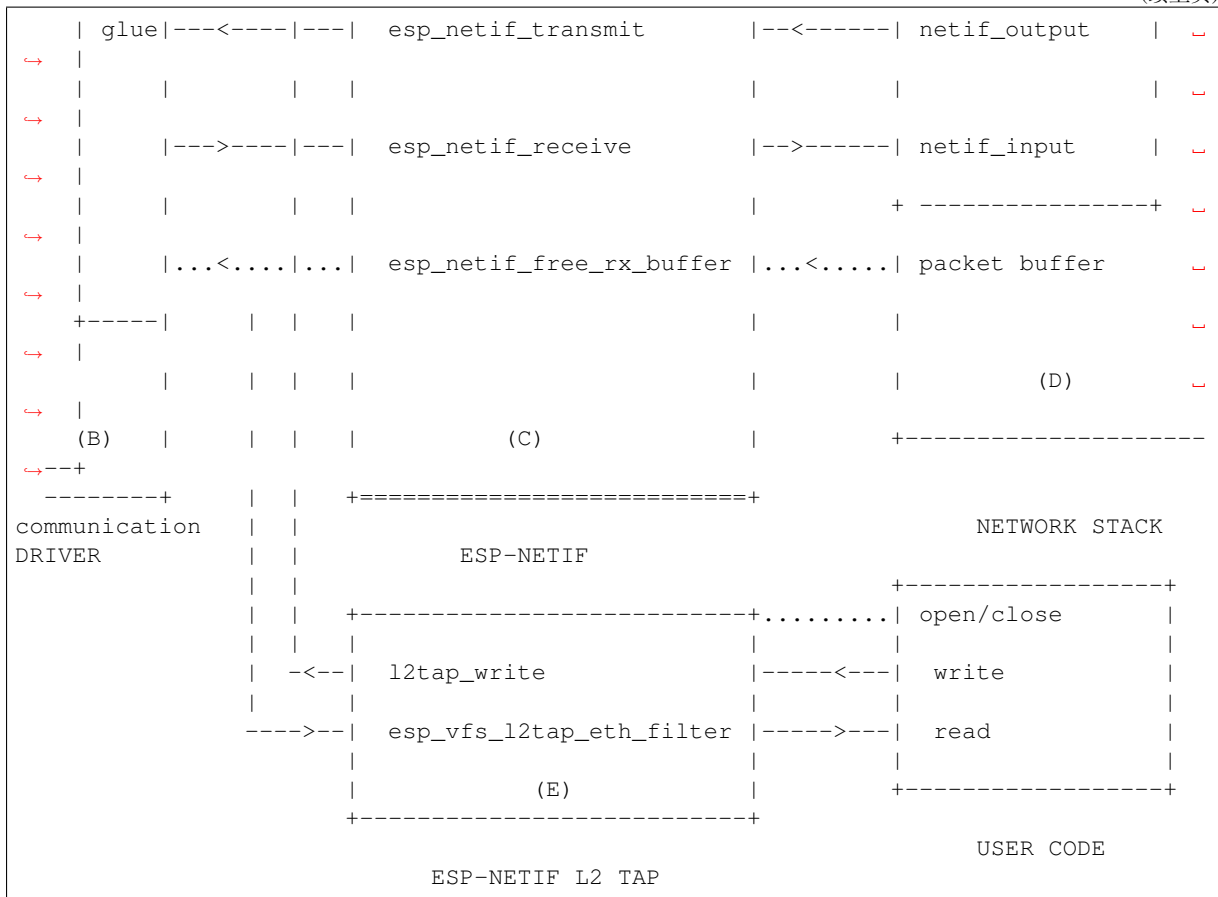 | glue|---<----|---|  esp_netif_transmit       |--<------| netif_output    |  ␣
↪   |
    |     |        |   |                           |         |                 |  ␣
↪   |
    |     |--->----|---|  esp_netif_receive        |-->------| netif_input     |  ␣
↪   |
    |     |        |   |                           |         + ----------------+  ␣
↪   |
    |     |...<....|...|  esp_netif_free_rx_buffer |...<.....| packet buffer      ␣
↪   |
    +-----|     |  |   |                           |         |                    ␣
↪   |
          |     |  |   |                           |         |         (D)        ␣
↪   |
    (B)   |     |  |   |          (C)              |         +---------------------
↪--+
  --------+     |  |   +===========================+
communication   |  |                                               NETWORK STACK
DRIVER          |  |           ESP-NETIF
                |  |                                         +------------------+
                |  |   +---------------------------+.........| open/close       |
                |  |   |                           |         |                  |
                |  -<--|  l2tap_write              |-----<---|  write           |
                |      |                           |         |                  |
                ---->--|  esp_vfs_l2tap_eth_filter |----->---|  read            |
                       |                           |         |                  |
                       |            (E)            |         +------------------+
                       +---------------------------+
                                                                   USER CODE
                             ESP-NETIF L2 TAP